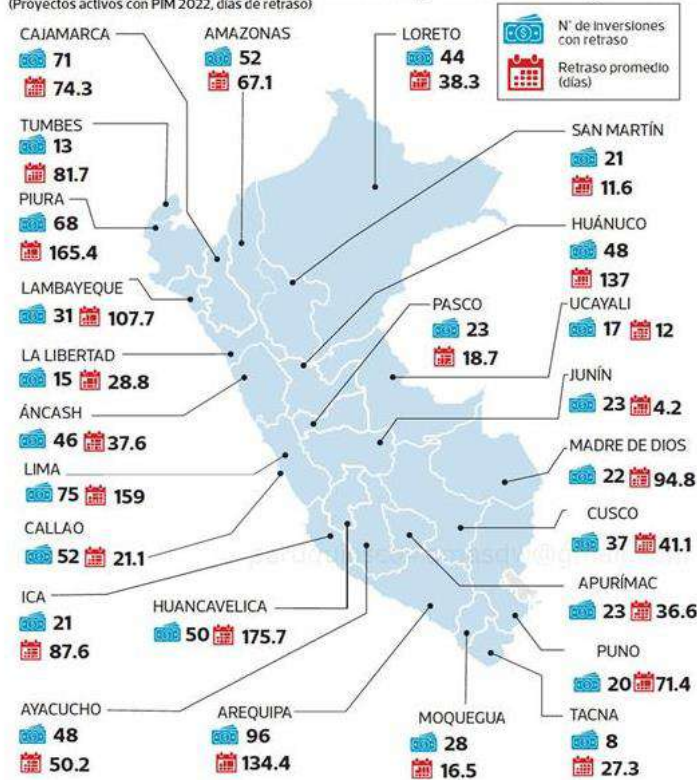 (Proyectos activos con PIM 2022, días de retraso)
N° de inversiones
con retraso
Retraso promedio
(días)
CAJAMARCA
71
74.3
AMAZONAS
52
67.1
LORETO
44
38.3
TUMBES
13
81.7
SAN MARTÍN
21
11.6
PIURA
68
165.4
HUÁNUCO
48
137
LAMBAYEQUE
31 107.7
PASCO
23
18.7
UCAYALI
17 12
LA LIBERTAD
15 28.8
JUNÍN
23 4.2
ÁNCASH
46 37.6
MADRE DE DIOS
22 94.8
LIMA
75 159
CUSCO
37 41.1
CALLAO
52 21.1
APURÍMAC
23 36.6
ICA
21
87.6
HUANCAVELICA
50 175.7
PUNO
20 71.4
AYACUCHO
48
50.2
AREQUIPA
96
134.4
MOQUEGUA
28
16.5
TACNA
8
27.3